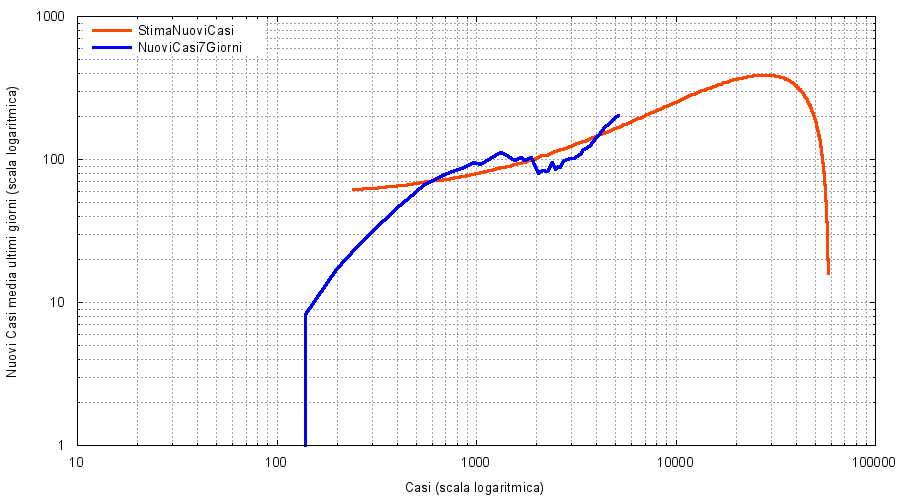 1000
StimaNuoviCasi
NuoviCasi7Giorni
100
10
1
10
100
1000
10000
100000
Nuovi Casi media ultimi giorni (scala logaritmica)
Casi (scala logaritmica)